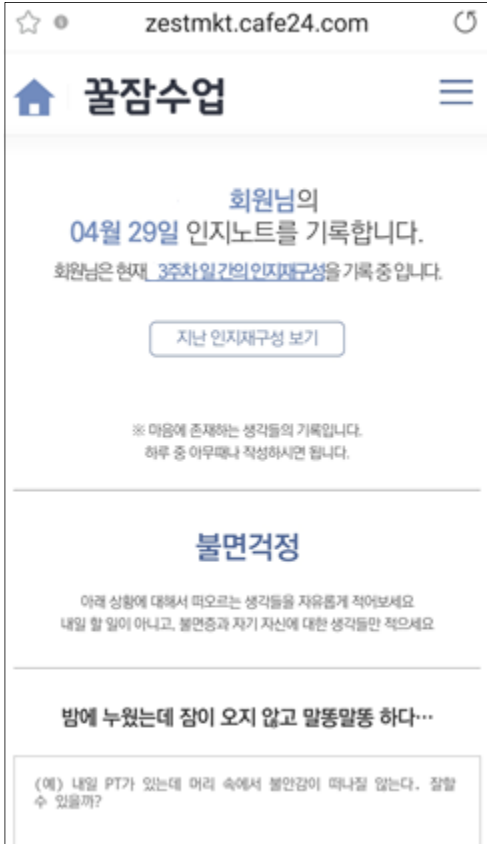 zestmkt.cafe24.com
꿀잠수업
회원님의
04월 29일 인지노트를 기록합니다.
회원님은 현재 3주차 일 간의 인지재구성을 기록 중 입니다.
지난 인지재구성 보기
※ 마음에 존재하는 생각들의 기록입니다.
하루 중 아무때나 작성하시면 됩니다.
불면걱정
아래 상황에 대해서 떠오르는 생각들을 자유롭게 적어보세요
내일 할 일이 아니고, 불면증과 자기 자신에 대한 생각들만 적으세요
밤에 누웠는데 잠이 오지 않고 말똥말똥 하다…
(예) 내일 PT가 있는데 머리 속에서 불안감이 떠나질 않는다. 잘할
수 있을까?